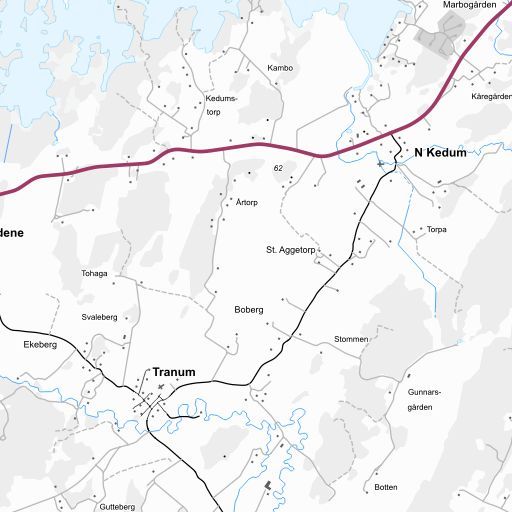 Marbogården
Kambo
Kedums-
torp
Käregården
N Kedum
62
Årtorp
dene
Torpa
St. Aggetorp
Tohaga
Boberg
Svaleberg
Stommen
Ekeberg
Tranum
Gunnars-
gården
Botten
Gutteberg